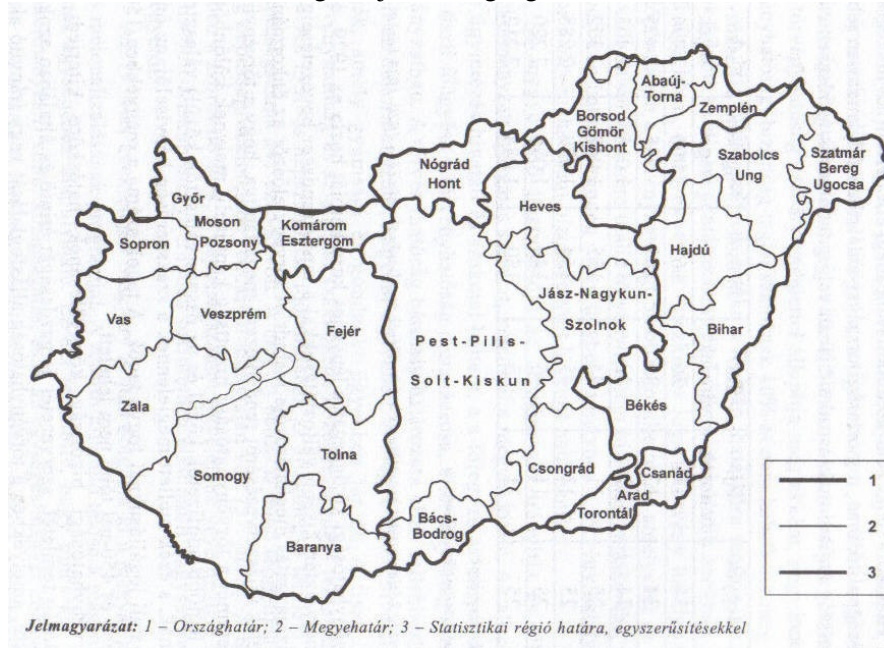 Abaúj-
Torna
Zemplén
Borsod
Gömör
Kishont
Szabolcs
Ung
Szatmár
Bereg
Ugocsa
Nógrád
Hont
Heves
Győr
Moson
Pozsony
Komárom
Esztergom
Sopron
Hajdú
Jász-Nagykun-
Szolnok
Vas
Veszprém
Fejér
Bihar
Pest-Pilis-
Solt-Kiskun
Zala
Békés
Tolna
Somogy
Csongrád
Csanád
Arad
Torontál
Bács-
Bodrog
Baranya
1
2
3
Jelmagyarázat: 1 – Országhatár; 2 – Megyehatár; 3 – Statisztikai régió határa, egyszerűsítésekkel